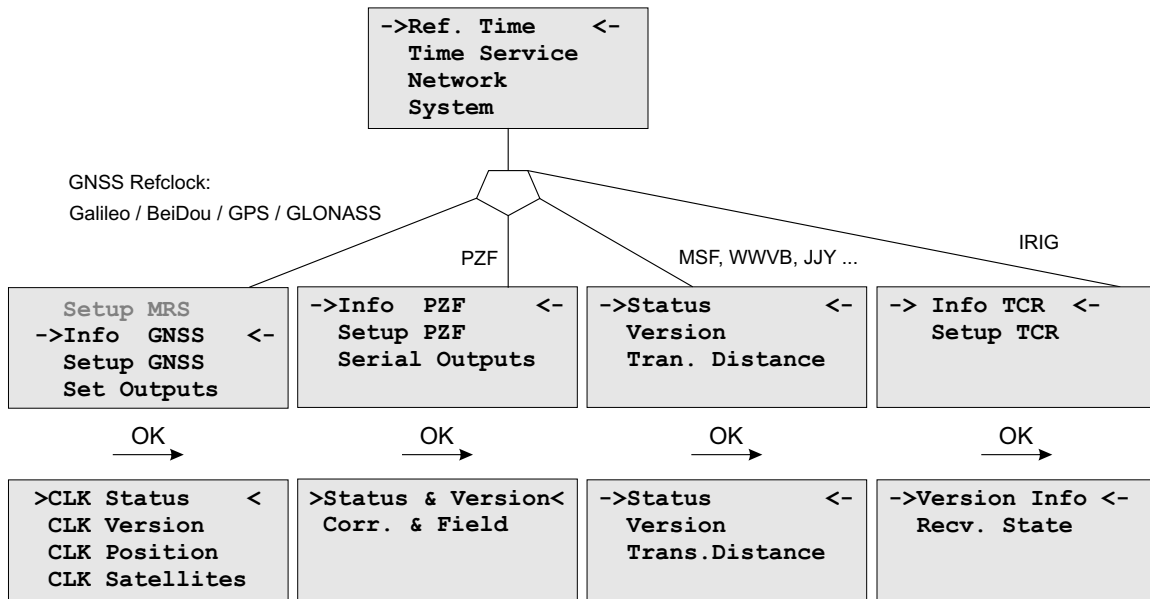 ->Ref. Time <-
Time Service
Network
System
GNSS Refclock:
Galileo / BeiDou / GPS / GLONASS
PZF
MSF, WWVB, JJY ...
IRIG
Setup MRS
->Info GNSS <-
Setup GNSS
Set Outputs
->Info PZF <-
Setup PZF
Serial Outputs
->Status <-
Version
Tran. Distance
-> Info TCR <-
Setup TCR
OK
OK
OK
OK
>CLK Status <
CLK Version
CLK Position
CLK Satellites
>Status & Version<
Corr. & Field
->Status <-
Version
Trans.Distance
->Version Info <-
Recv. State